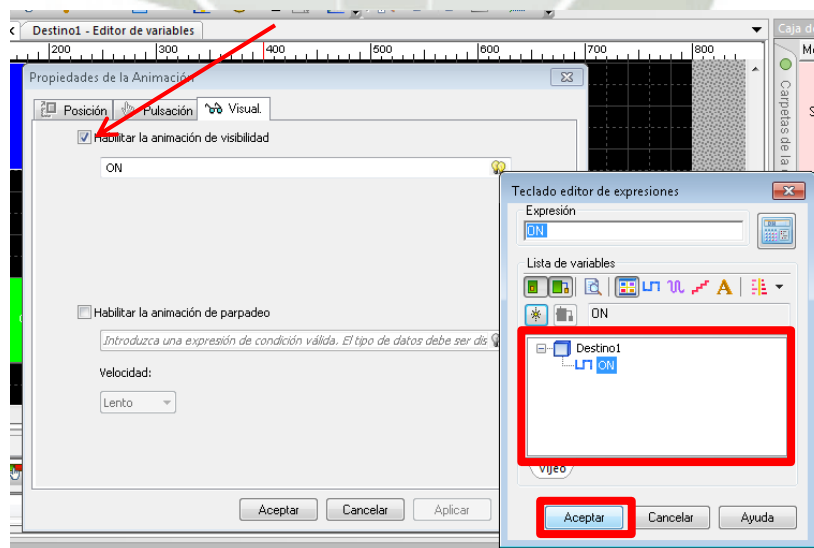 Destino1 - Editor de variables
Caja d
200 300 400 500 600 700 800
Propiedades de la Animación
Posición Pulsación Visual.
Habilitar la animación de visibilidad
ON
Habilitar la animación de parpadeo
Introduzca una expresión de condición válida. El tipo de datos debe ser dis
Velocidad:
Lento
Aceptar Cancelar Aplicar
Carpetas de la
Teclado editor de expresiones
Expresión
ON
Lista de variables
A
ON
Destino1
ON
Vijeo
Aceptar Cancelar Ayuda